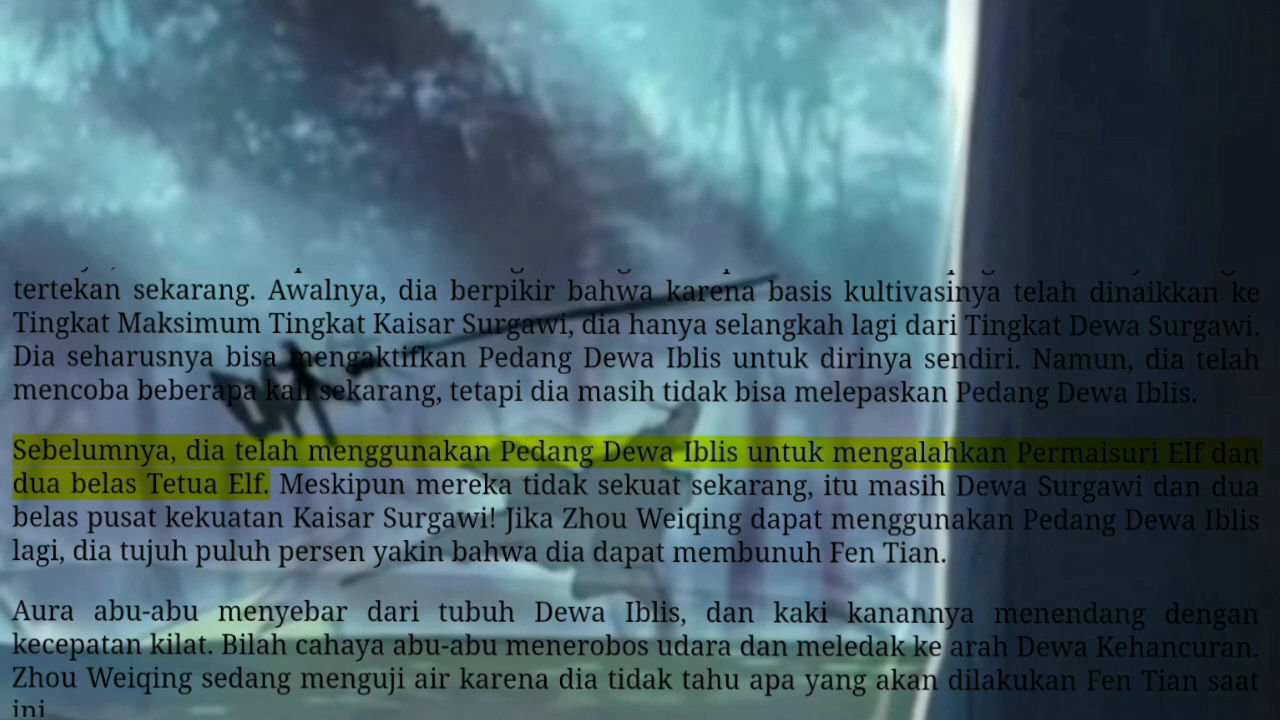 tertekan sekarang. Awalnya, dia berpikir bahwa karena basis kultivasinya telah dinaikkan ke
Tingkat Maksimum Tingkat Kaisar Surgawi, dia hanya selangkah lagi dari Tingkat Dewa Surgawi.
Dia seharusnya bisa mengaktifkan Pedang Dewa Iblis untuk dirinya sendiri. Namun, dia telah
mencoba beberapa kali sekarang, tetapi dia masih tidak bisa melepaskan Pedang Dewa Iblis.
Sebelumnya, dia telah menggunakan Pedang Dewa Iblis untuk mengalahkan Permaisuri Elf dan
dua belas Tetua Elf. Meskipun mereka tidak sekuat sekarang, itu masih Dewa Surgawi dan dua
belas pusat kekuatan Kaisar Surgawi! Jika Zhou Weiqing dapat menggunakan Pedang Dewa Iblis
lagi, dia tujuh puluh persen yakin bahwa dia dapat membunuh Fen Tian.
Aura abu-abu menyebar dari tubuh Dewa Iblis, dan kaki kanannya menendang dengan
kecepatan kilat. Bilah cahaya abu-abu menerobos udara dan meledak ke arah Dewa Kehancuran.
Zhou Weiqing sedang menguji air karena dia tidak tahu apa yang akan dilakukan Fen Tian saat
ini